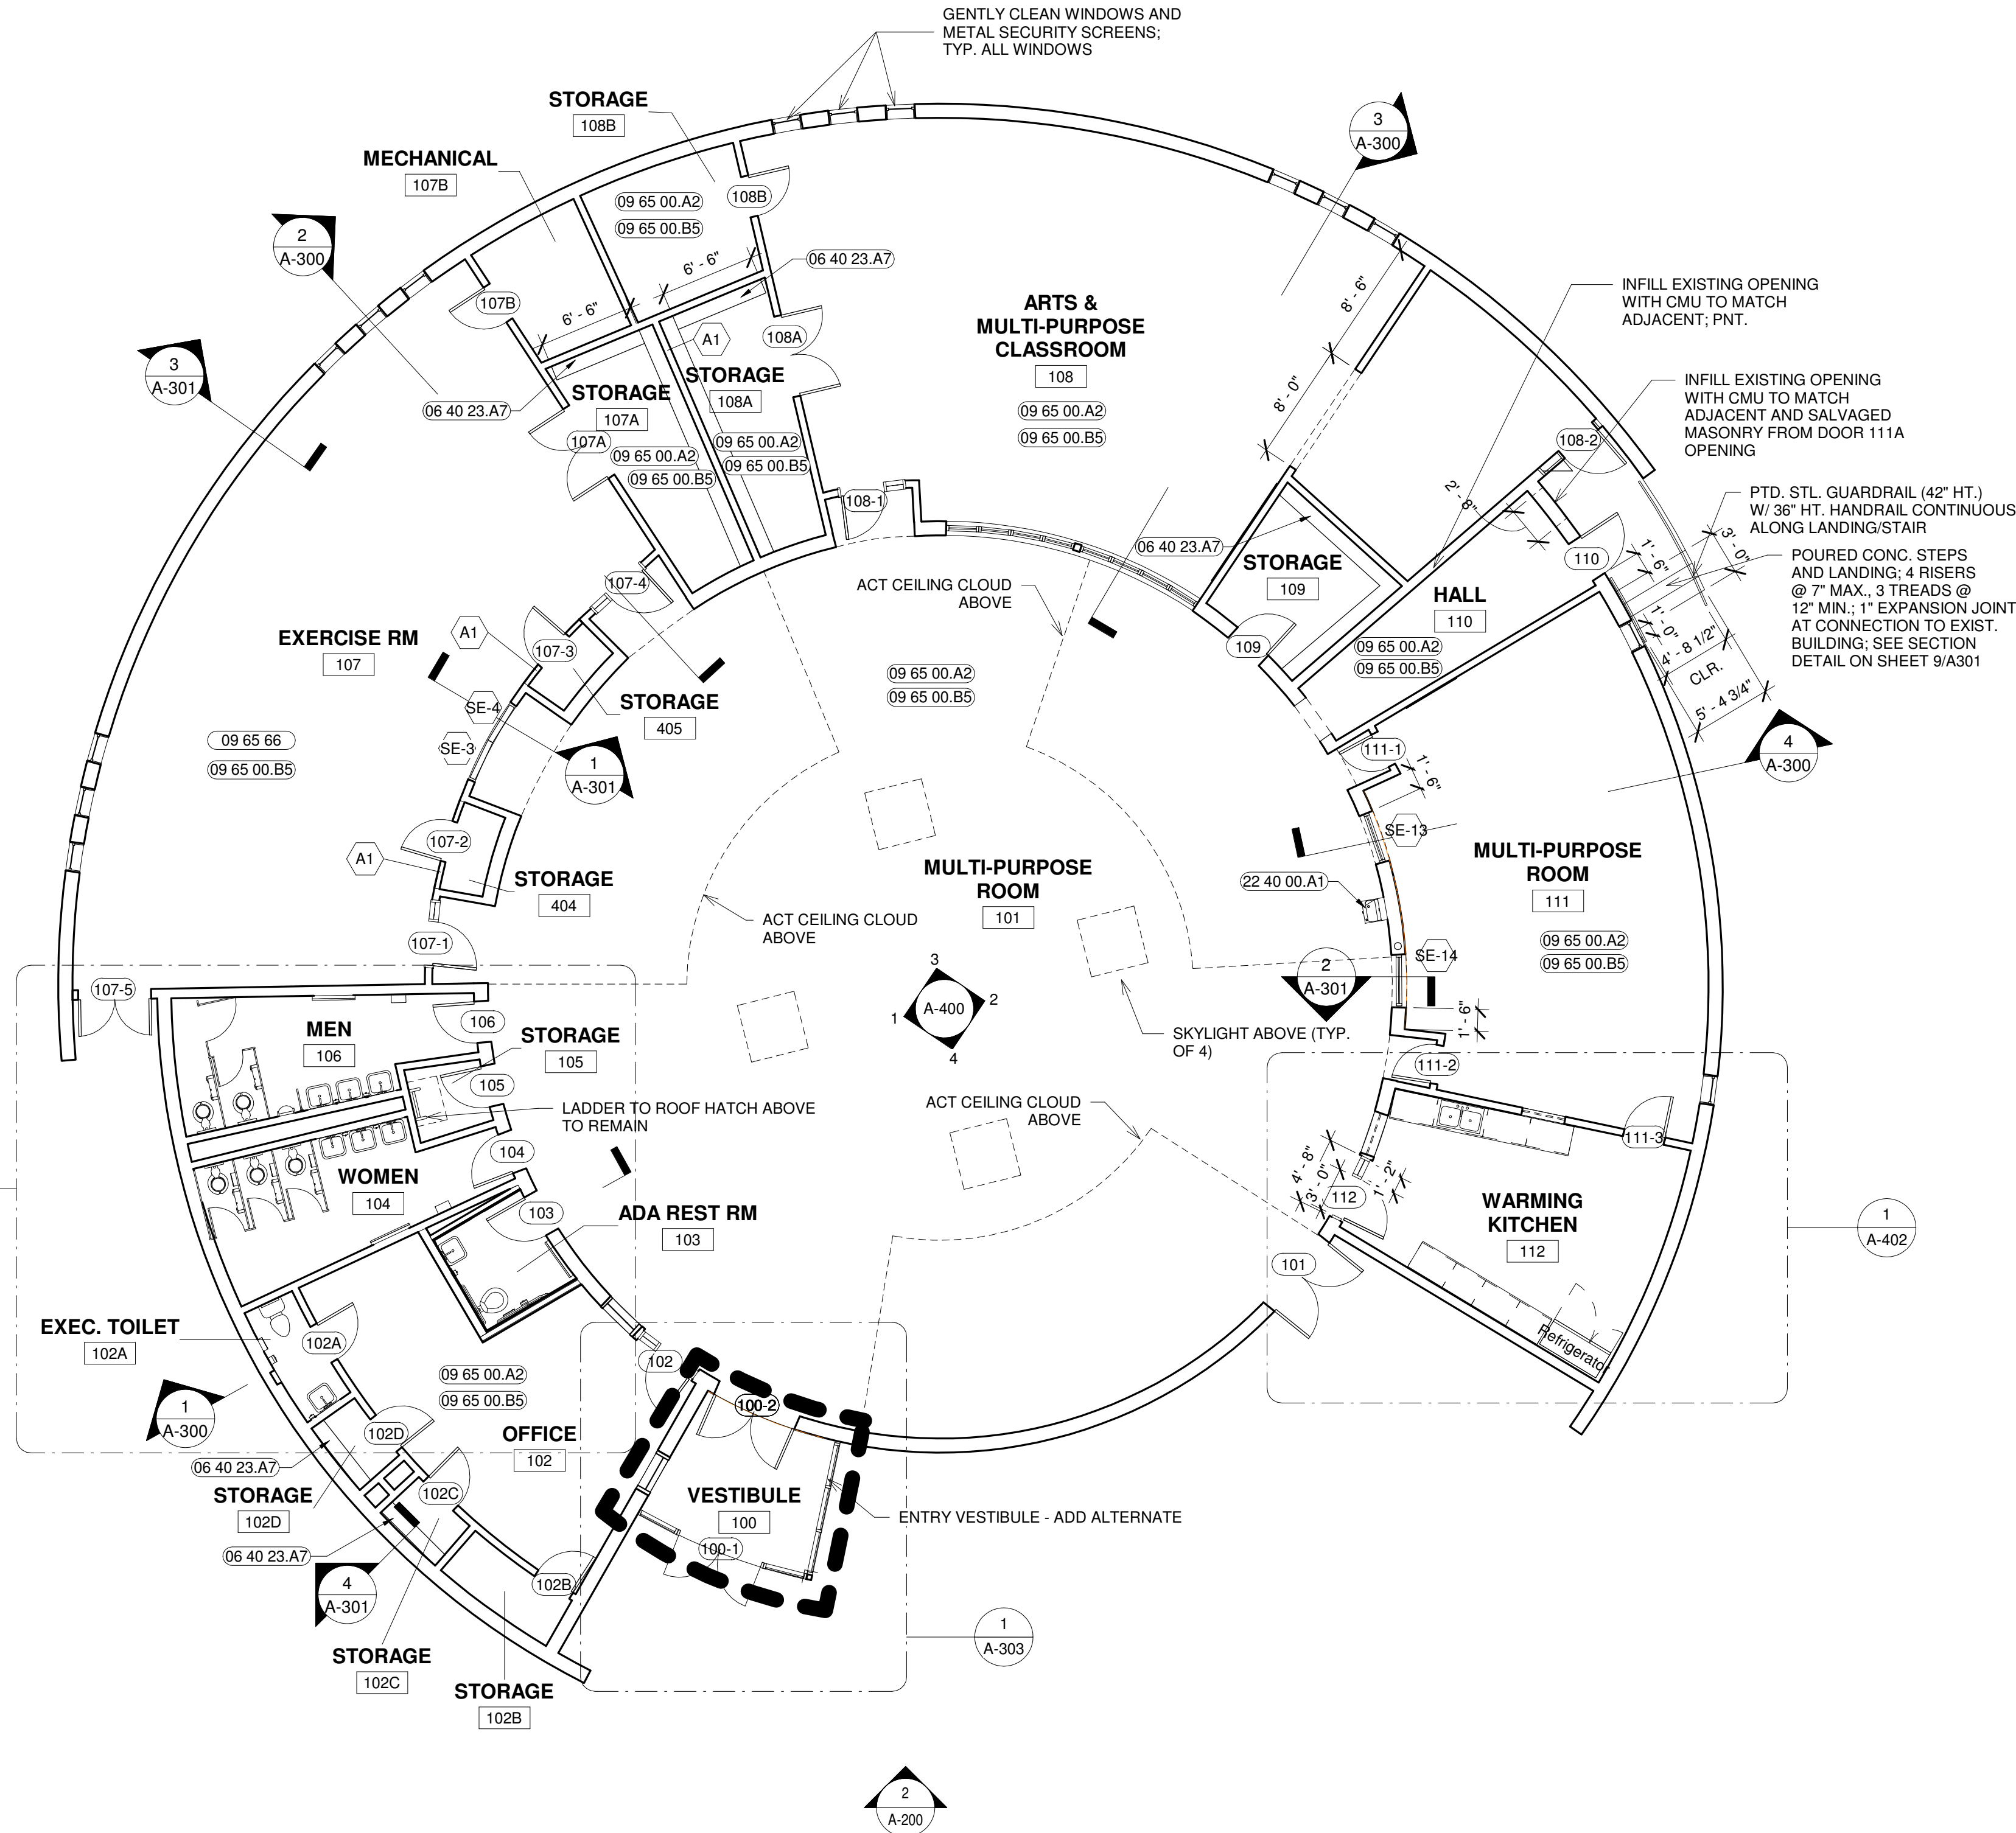 GENTLY CLEAN WINDOWS AND
METAL SECURITY SCREENS;
TYP. ALL WINDOWS
STORAGE
108B
MECHANICAL
107B
3
A-300
2
A-300
09 65 00.A2
09 65 00.B5
108B
6' - 6"
06 40 23.A7
107B
6' - 6"
A1
108A
ARTS &
MULTI-PURPOSE
CLASSROOM
108
09 65 00.A2
09 65 00.B5
8' - 6"
8' - 0"
INFILL EXISTING OPENING
WITH CMU TO MATCH
ADJACENT; PNT.
3
A-301
STORAGE
108A
STORAGE
107A
06 40 23.A7
107A
09 65 00.A2
09 65 00.B5
09 65 00.A2
09 65 00.B5
INFILL EXISTING OPENING
WITH CMU TO MATCH
ADJACENT AND SALVAGED
MASONRY FROM DOOR 111A
OPENING
108-2
108-1
2' - 8"
PTD. STL. GUARDRAIL (42" HT.)
W/ 36" HT. HANDRAIL CONTINUOUS
ALONG LANDING/STAIR
06 40 23.A7
STORAGE
109
110
1' - 6"
3' - 0"
POURED CONC. STEPS
AND LANDING; 4 RISERS
@ 7" MAX., 3 TREADS @
12" MIN.; 1" EXPANSION JOINT
AT CONNECTION TO EXIST.
BUILDING; SEE SECTION
DETAIL ON SHEET 9/A301
1' - 0"
4' - 8 1/2"
CLR.
5' - 4 3/4"
107-4
ACT CEILING CLOUD
ABOVE
HALL
110
09 65 00.A2
09 65 00.B5
109
EXERCISE RM
107
A1
107-3
STORAGE
405
SE-4
SE-3
09 65 66
09 65 00.B5
09 65 00.A2
09 65 00.B5
1
A-301
111-1
1' - 6"
4
A-300
107-2
A1
STORAGE
404
107-1
SE-13
22 40 00.A1
MULTI-PURPOSE
ROOM
111
09 65 00.A2
09 65 00.B5
MULTI-PURPOSE
ROOM
101
ACT CEILING CLOUD
ABOVE
3
A-400
2
1
4
2
A-301
SE-14
1' - 6"
SKYLIGHT ABOVE (TYP.
OF 4)
107-5
MEN
106
106
STORAGE
105
105
LADDER TO ROOF HATCH ABOVE
TO REMAIN
104
WOMEN
104
ACT CEILING CLOUD
ABOVE
111-2
111-3
4' - 8"
3' - 0"
1' - 2"
112
WARMING
KITCHEN
112
1
A-402
103
ADA REST RM
103
101
Refrigerator
EXEC. TOILET
102A
102A
102
1
A-300
09 65 00.A2
09 65 00.B5
102D
OFFICE
102
100-2
06 40 23.A7
STORAGE
102D
102C
VESTIBULE
100
100-1
ENTRY VESTIBULE - ADD ALTERNATE
06 40 23.A7
4
A-301
102B
STORAGE
102C
STORAGE
102B
1
A-303
2
A-200